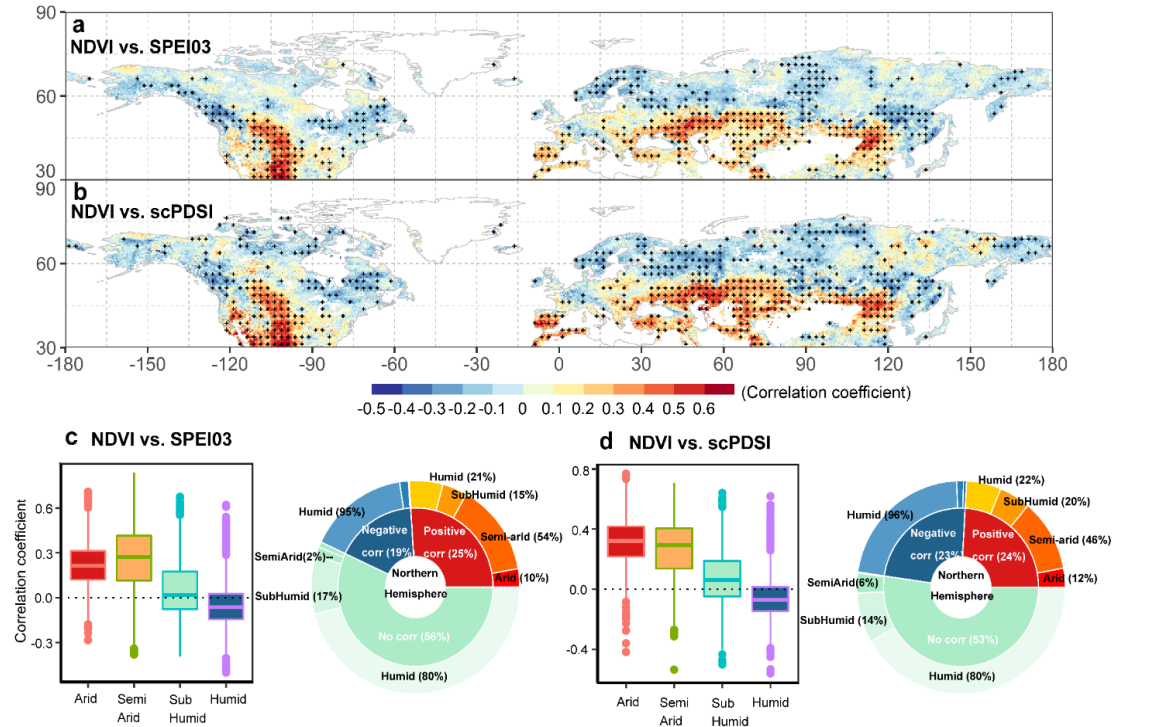 90
a
NDVI vs. SPEI03
60
30
90
b
NDVI vs. scPDSI
60
30
-180 -150 -120 -90 -60 -30 0 30 60 90 120 150 180
-0.5 -0.4 -0.3 -0.2 -0.1 0 0.1 0.2 0.3 0.4 0.5 0.6 (Correlation coefficient)
c NDVI vs. SPEI03
Correlation coefficient
0.6
0.3
0.0
-0.3
Arid Semi Arid Sub Humid Humid
Humid (21%)
SubHumid (15%)
Semi-arid (54%)
Arid (10%)
Humid (95%)
SemiArid(2%)--
SubHumid (17%)
Negative
corr (19%)
Positive
corr (25%)
Northern
Hemisphere
No corr (56%)
Humid (80%)
d NDVI vs. scPDSI
0.8
0.4
0.0
-0.4
Arid Semi Arid Sub Humid Humid
Humid (22%)
SubHumid (20%)
Semi-arid (46%)
Arid (12%)
Humid (96%)
SemiArid(6%)
SubHumid (14%)
Negative
corr (23%)
Positive
corr (24%)
Northern
Hemisphere
No corr (53%)
Humid (80%)